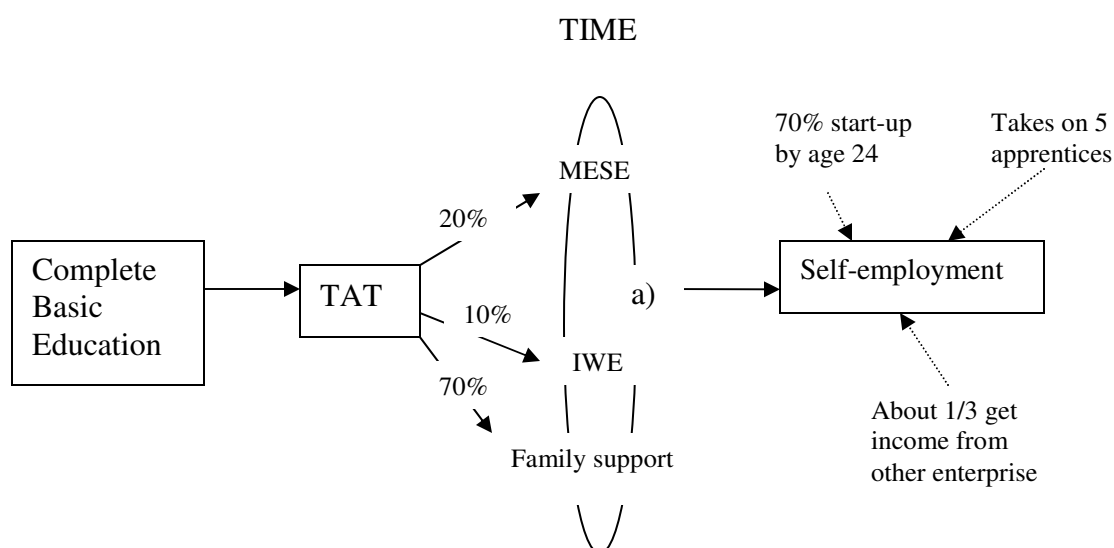 TIME
70% start-up
by age 24
Takes on 5
apprentices
MESE
20%
Complete
Basic
Education
TAT
a)
Self-employment
10%
IWE
70%
Family support
About 1/3 get
income from
other enterprise